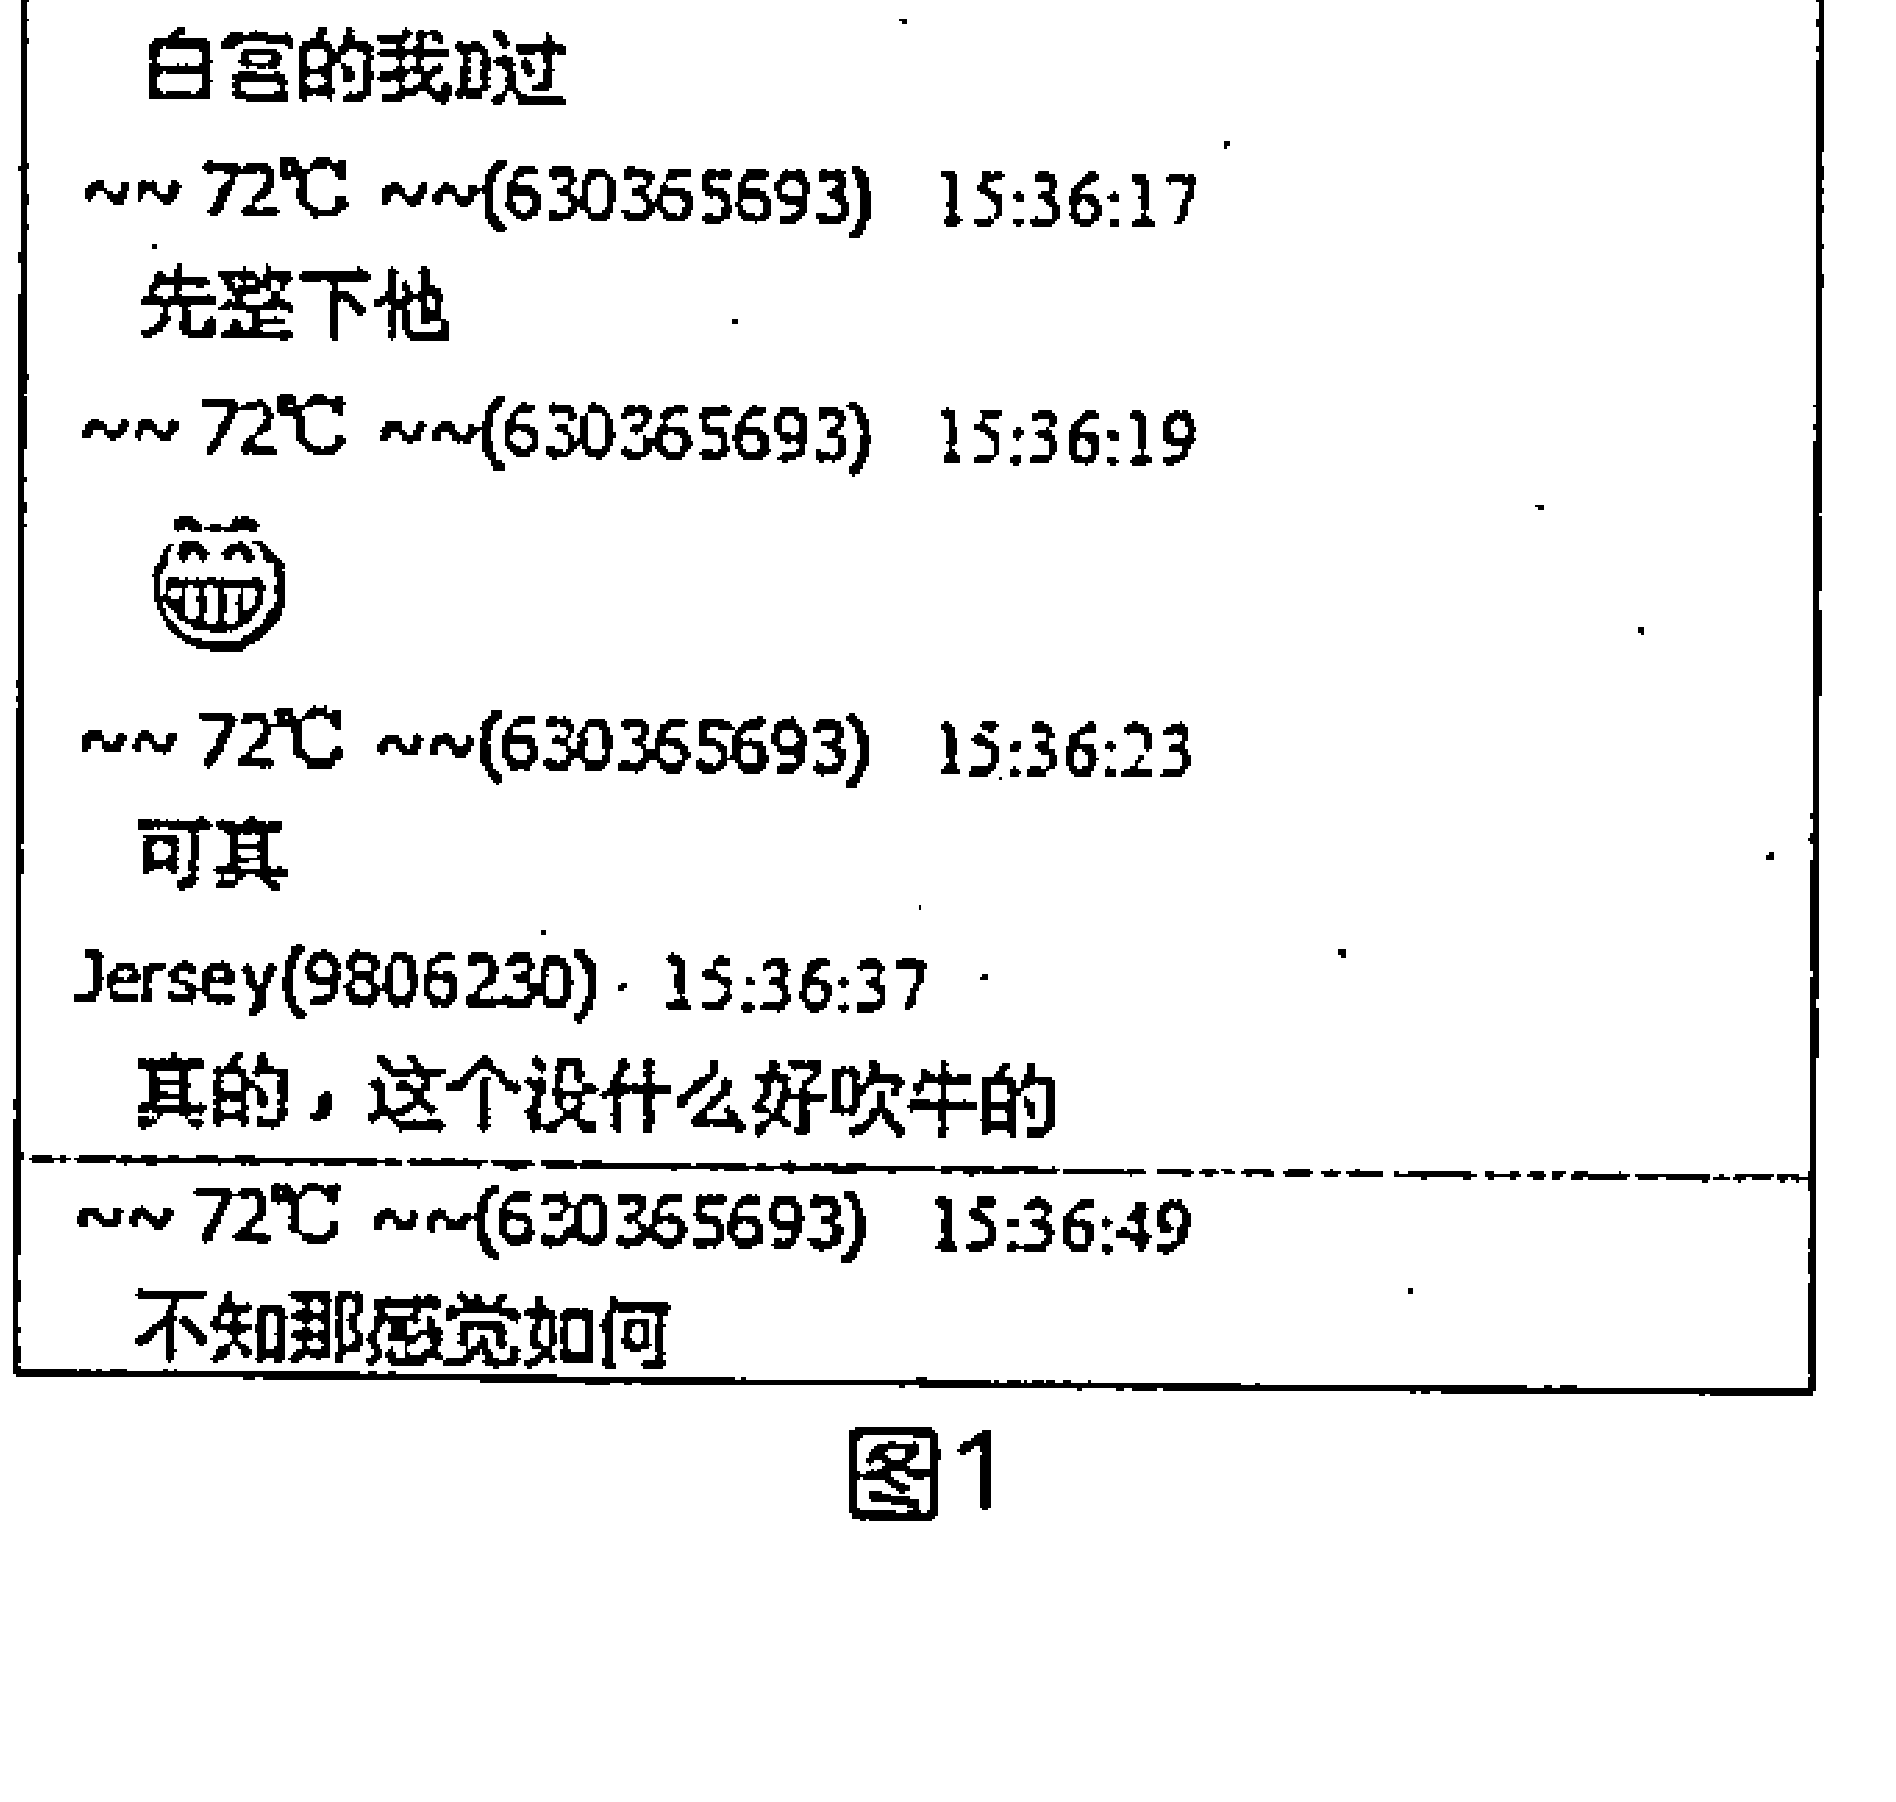 白宫的我D过
~~ 72℃ ~~(630365693) 15:36:17
先整下他
~~ 72℃ ~~(630365693) 15:36:19
~~ 72℃ ~~(630365693) 15:36:23
可真
Jersey(9806230) 15:36:37
真的，这个没什么好吹牛的
~~ 72℃ ~~(630365693) 15:36:49
不知那感觉如何
图1